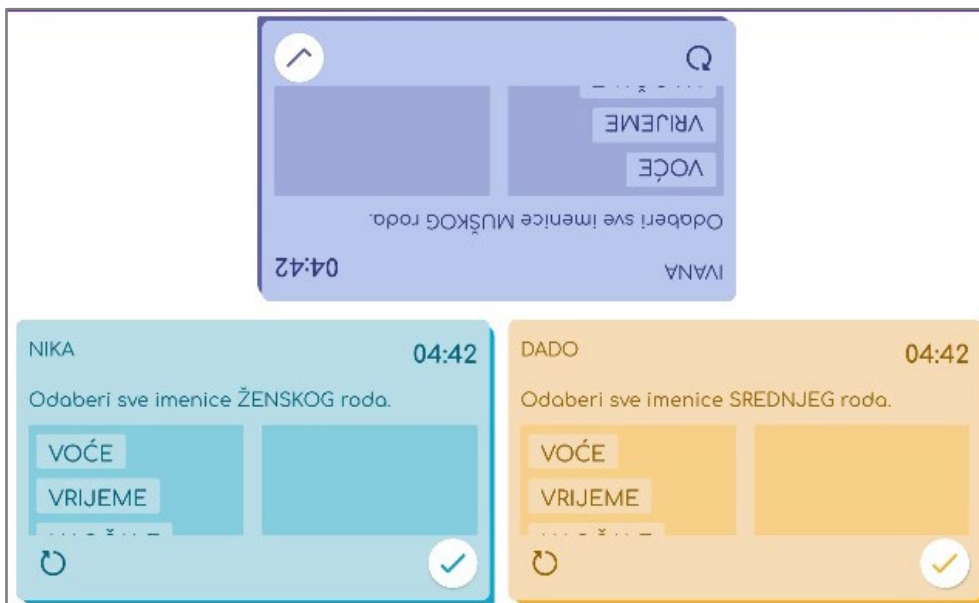 IVANA
04:42
Odaberi sve imenice MUŠKOG roda.
VOĆE
VRIJEME
NIKA
04:42
Odaberi sve imenice ŽENSKOG roda.
VOĆE
VRIJEME
DADO
04:42
Odaberi sve imenice SREDNJEG roda.
VOĆE
VRIJEME